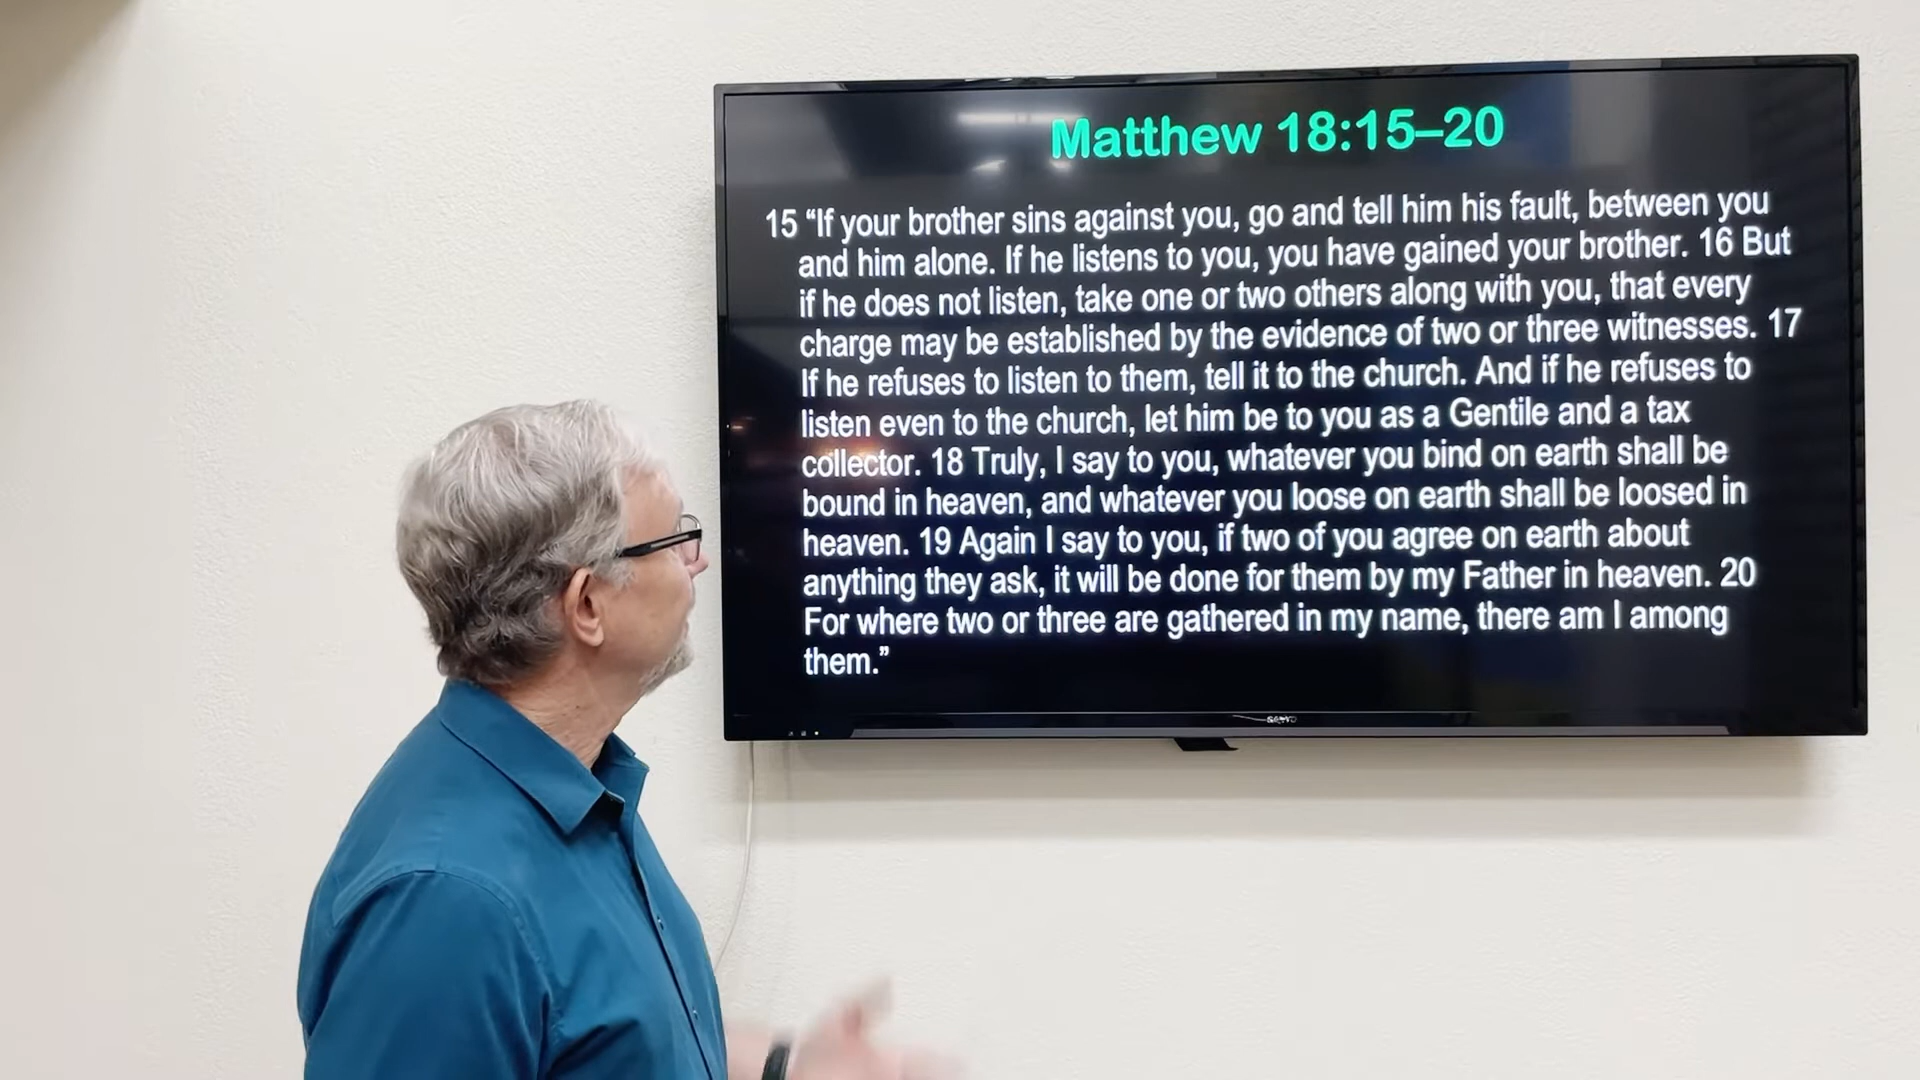 Matthew 18:15–20
15 “If your brother sins against you, go and tell him his fault, between you
and him alone. If he listens to you, you have gained your brother. 16 But
if he does not listen, take one or two others along with you, that every
charge may be established by the evidence of two or three witnesses. 17
If he refuses to listen to them, tell it to the church. And if he refuses to
listen even to the church, let him be to you as a Gentile and a tax
collector. 18 Truly, I say to you, whatever you bind on earth shall be
bound in heaven, and whatever you loose on earth shall be loosed in
heaven. 19 Again I say to you, if two of you agree on earth about
anything they ask, it will be done for them by my Father in heaven. 20
For where two or three are gathered in my name, there am I among
them.”
SANYO